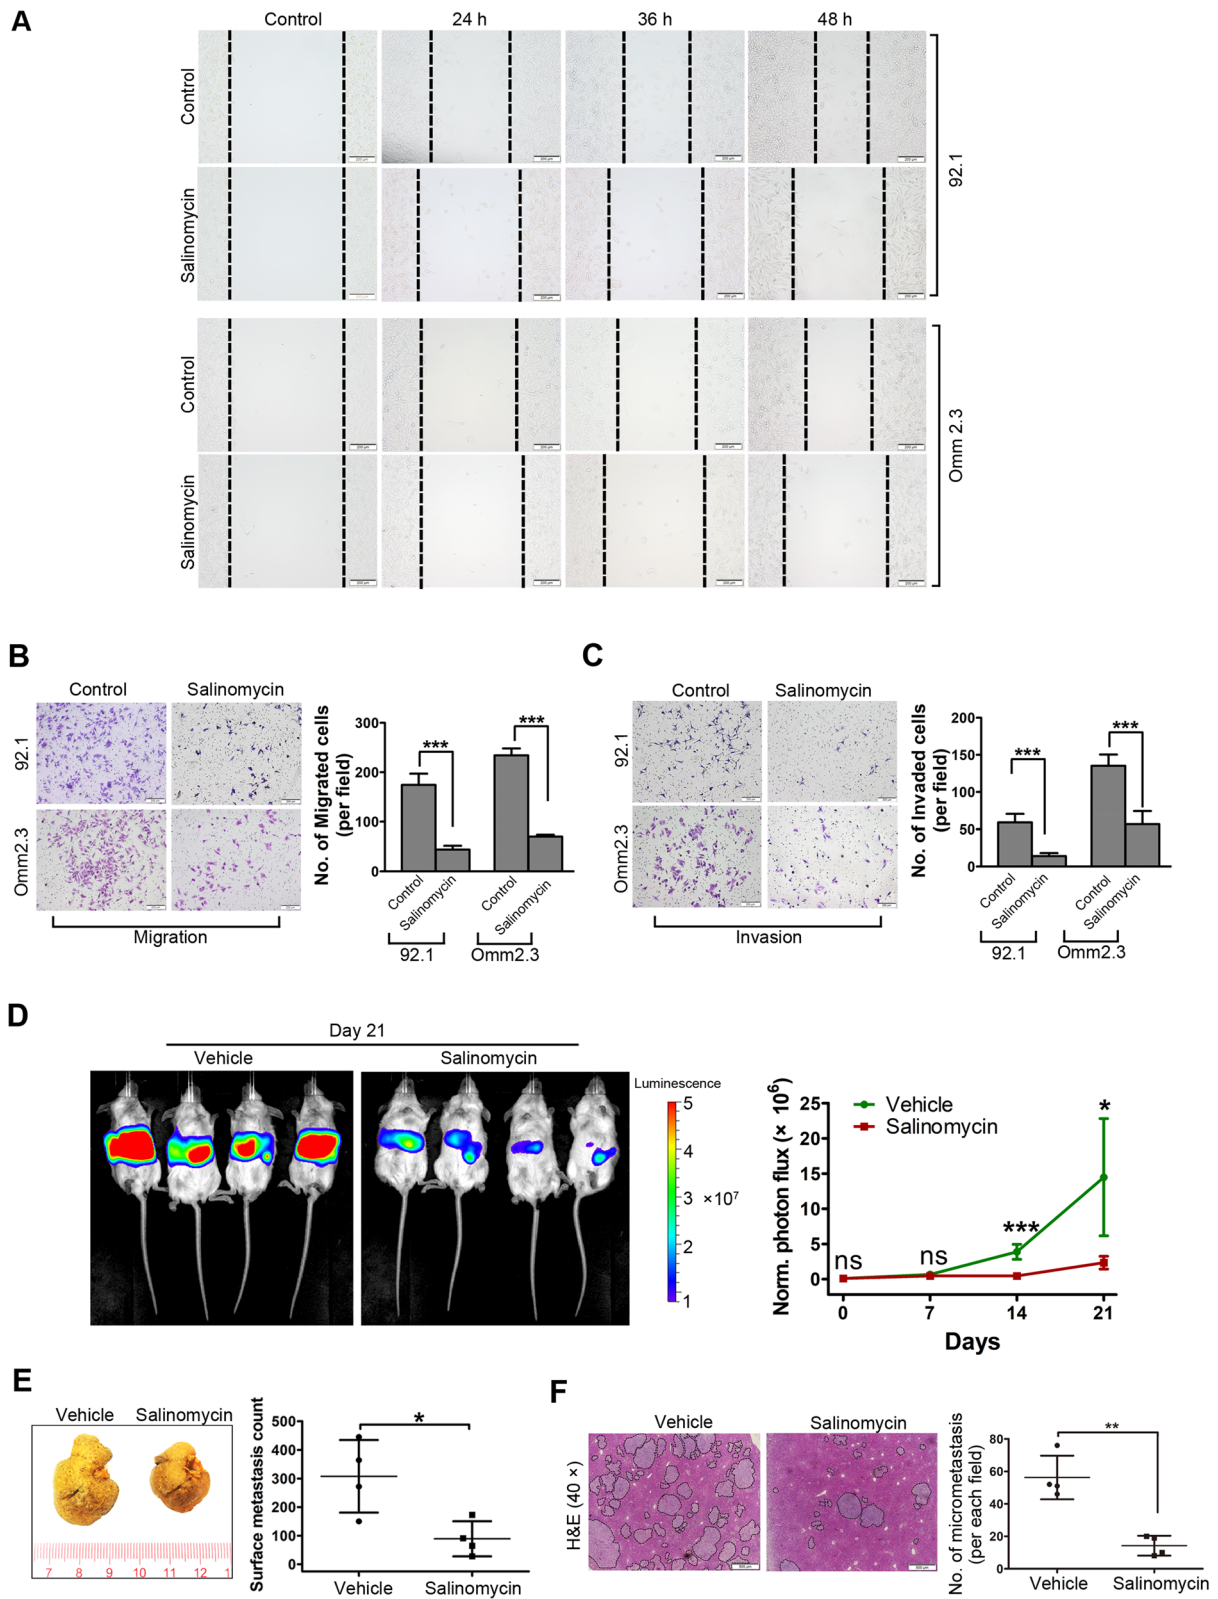 A
Control 24 h 36 h 48 h
Control
Salinomycin
92.1
Control
Salinomycin
Omm 2.3
B
Control Salinomycin
92.1
Omm2.3
Migration
No. of Migrated cells
(per field)
300
200
100
0
*** ***
Control Salinomycin Control Salinomycin
92.1 Omm2.3
C
Control Salinomycin
92.1
Omm2.3
Invasion
No. of Invaded cells
(per field)
200
150
100
50
0
*** ***
Control Salinomycin Control Salinomycin
92.1 Omm2.3
D
Day 21
Vehicle Salinomycin
Luminescence
5
4
3 ×10⁷
2
1
Norm. photon flux (× 10⁶)
25
20
15
10
5
0
Vehicle
Salinomycin
ns ns *** *
0 7 14 21
Days
E
Vehicle Salinomycin
7 8 9 10 11 12 1
Surface metastasis count
500
400
300
200
100
0
*
Vehicle Salinomycin
F
Vehicle Salinomycin
H&E (40 ×)
No. of micrometastasis
(per each field)
80
60
40
20
0
**
Vehicle Salinomycin